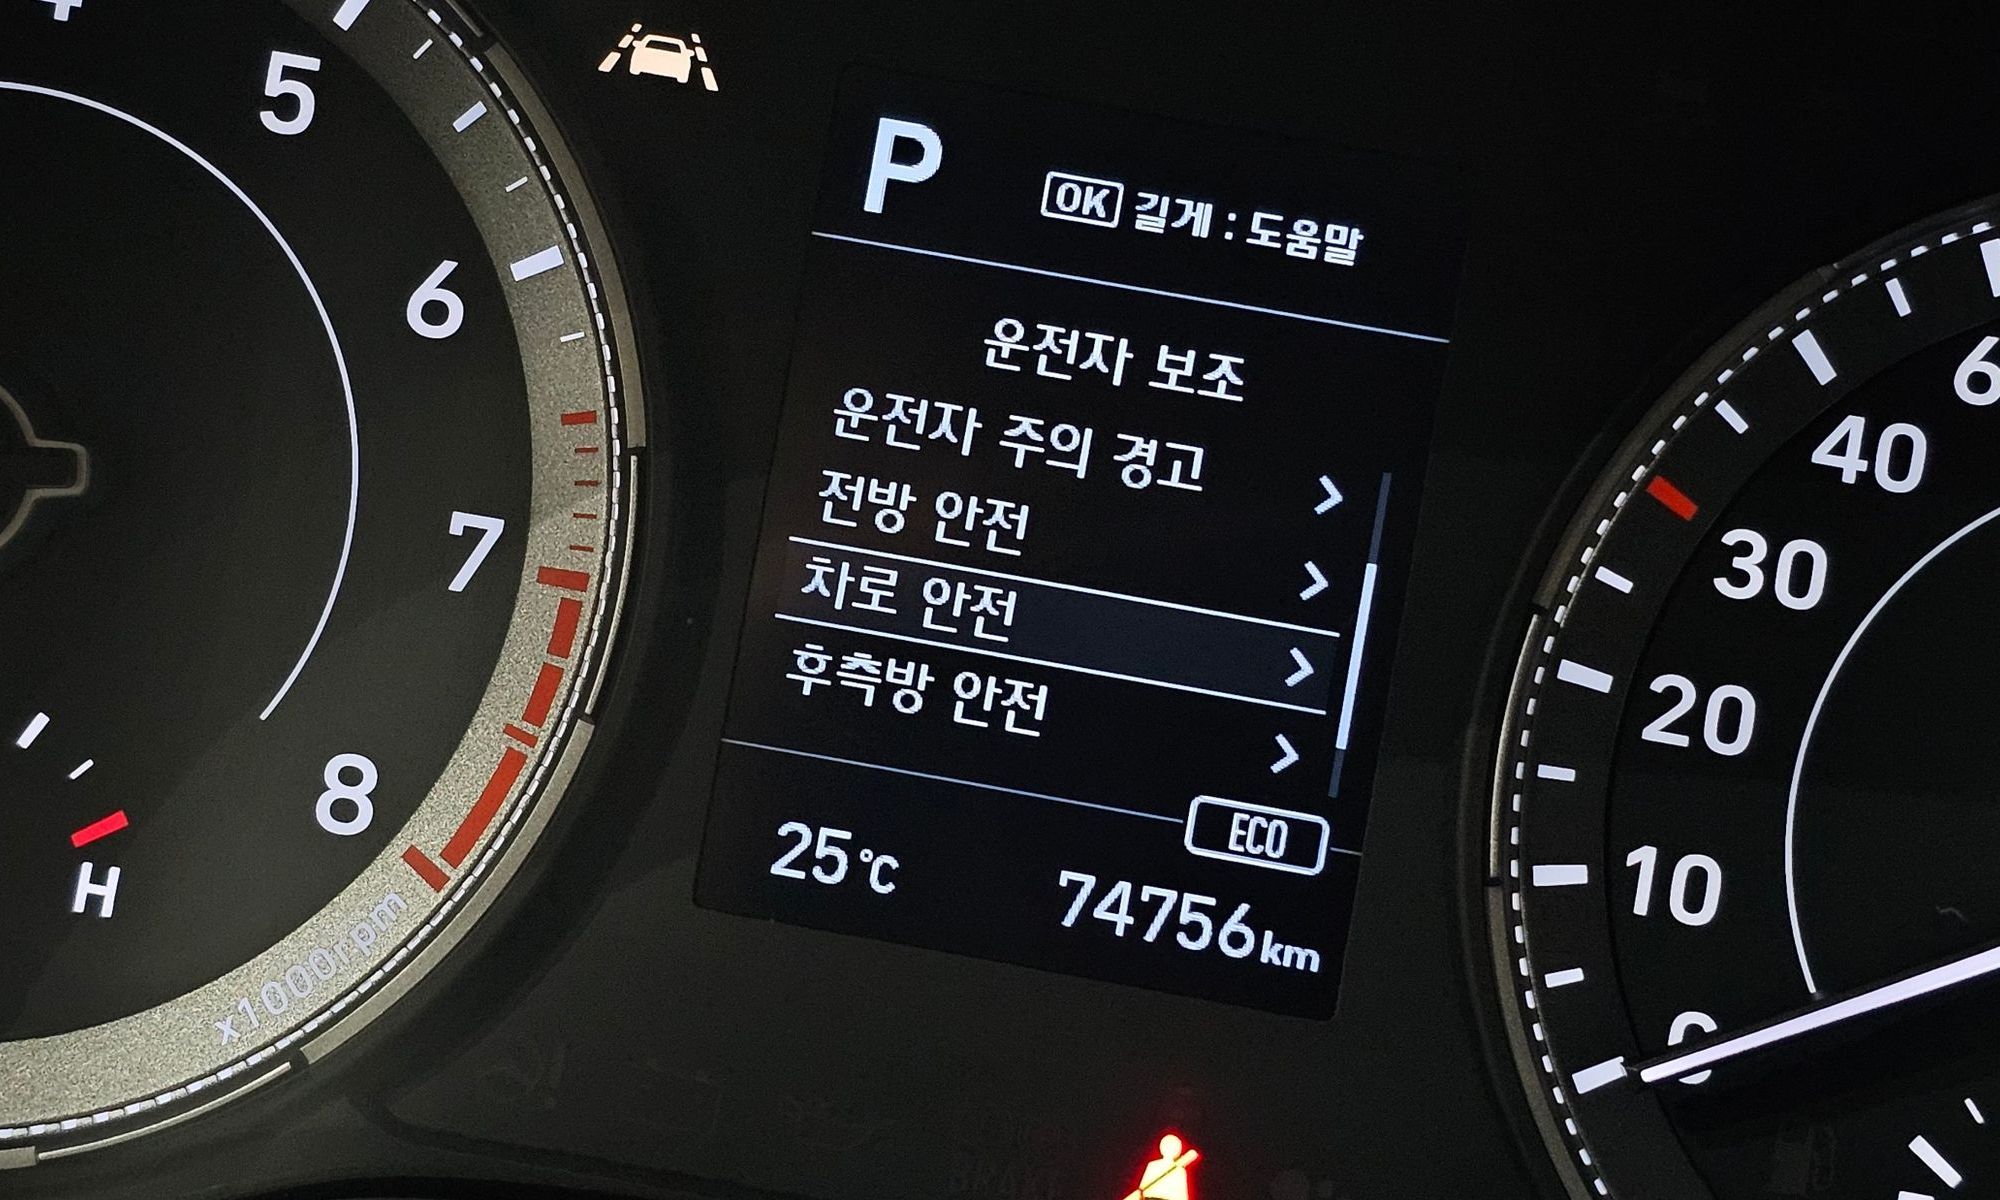 5
6
7
8
H
x1000rpm
P
OK 길게 : 도움말
운전자 보조
운전자 주의 경고
전방 안전
차로 안전
후측방 안전
ECO
25°C
74756km
40
30
20
10
0